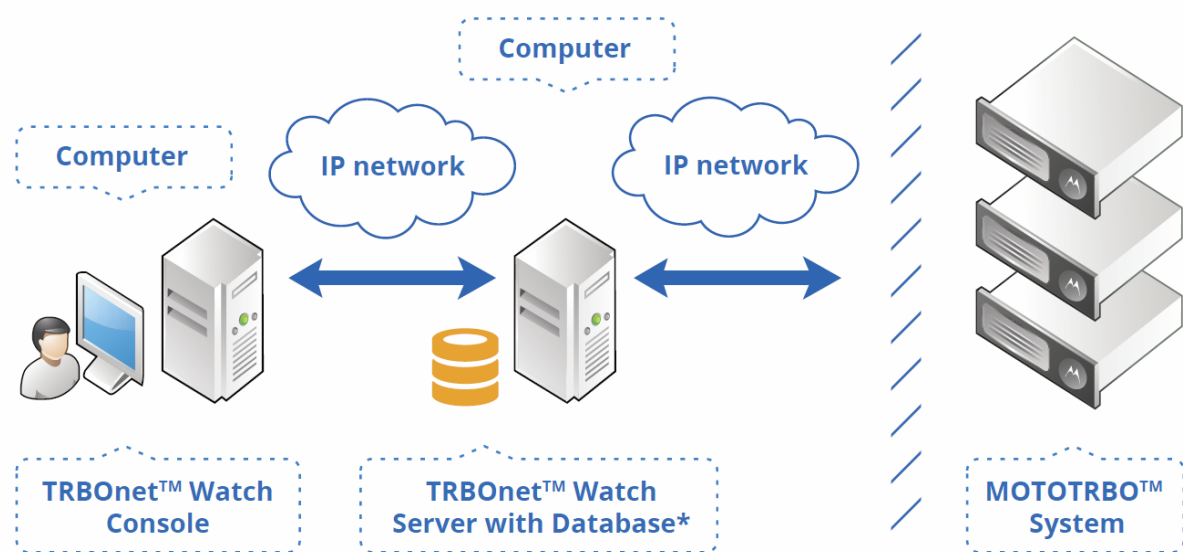 Computer
Computer
IP network
IP network
TRBOnet™ Watch
Console
TRBOnet™ Watch
Server with Database*
MOTOTRBO™
System